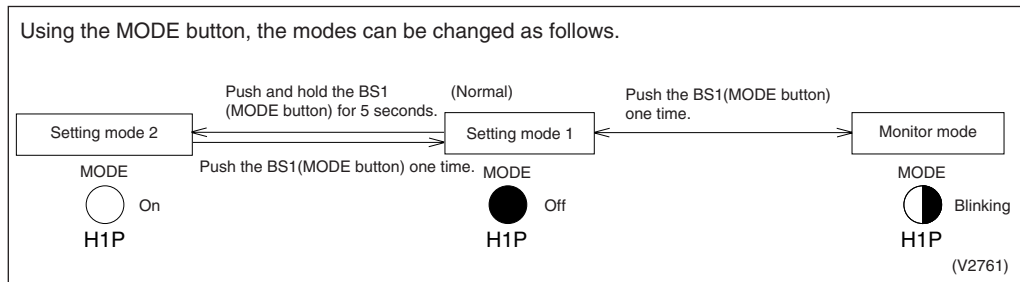 Using the MODE button, the modes can be changed as follows.
Push and hold the BS1
(MODE button) for 5 seconds.
(Normal)
Push the BS1(MODE button)
one time.
Setting mode 2
Setting mode 1
Monitor mode
Push the BS1(MODE button) one time.
MODE
On
H1P
MODE
Off
H1P
MODE
Blinking
H1P
(V2761)